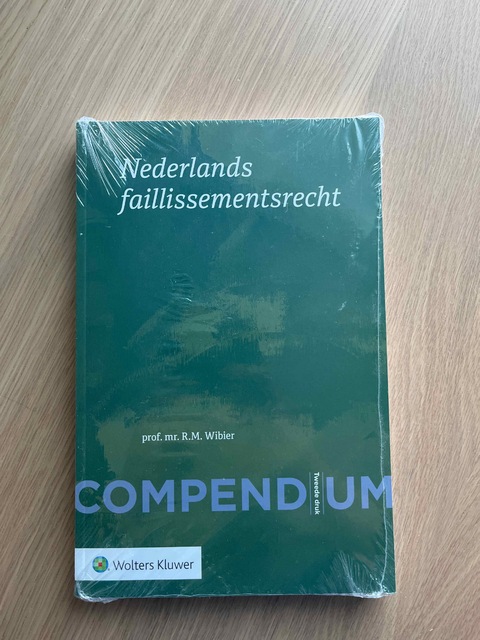 Nederlands
faillissementsrecht
prof. mr. R.M. Wibier
COMPENDIUM
Tweede druk
Wolters Kluwer